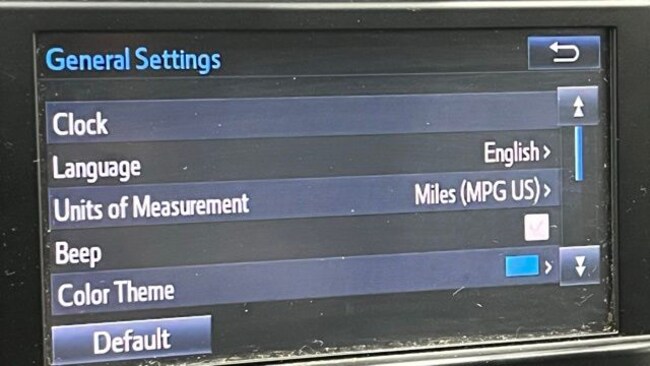 General Settings
Clock
Language English >
Units of Measurement Miles (MPG US) >
Beep
Color Theme >
Default